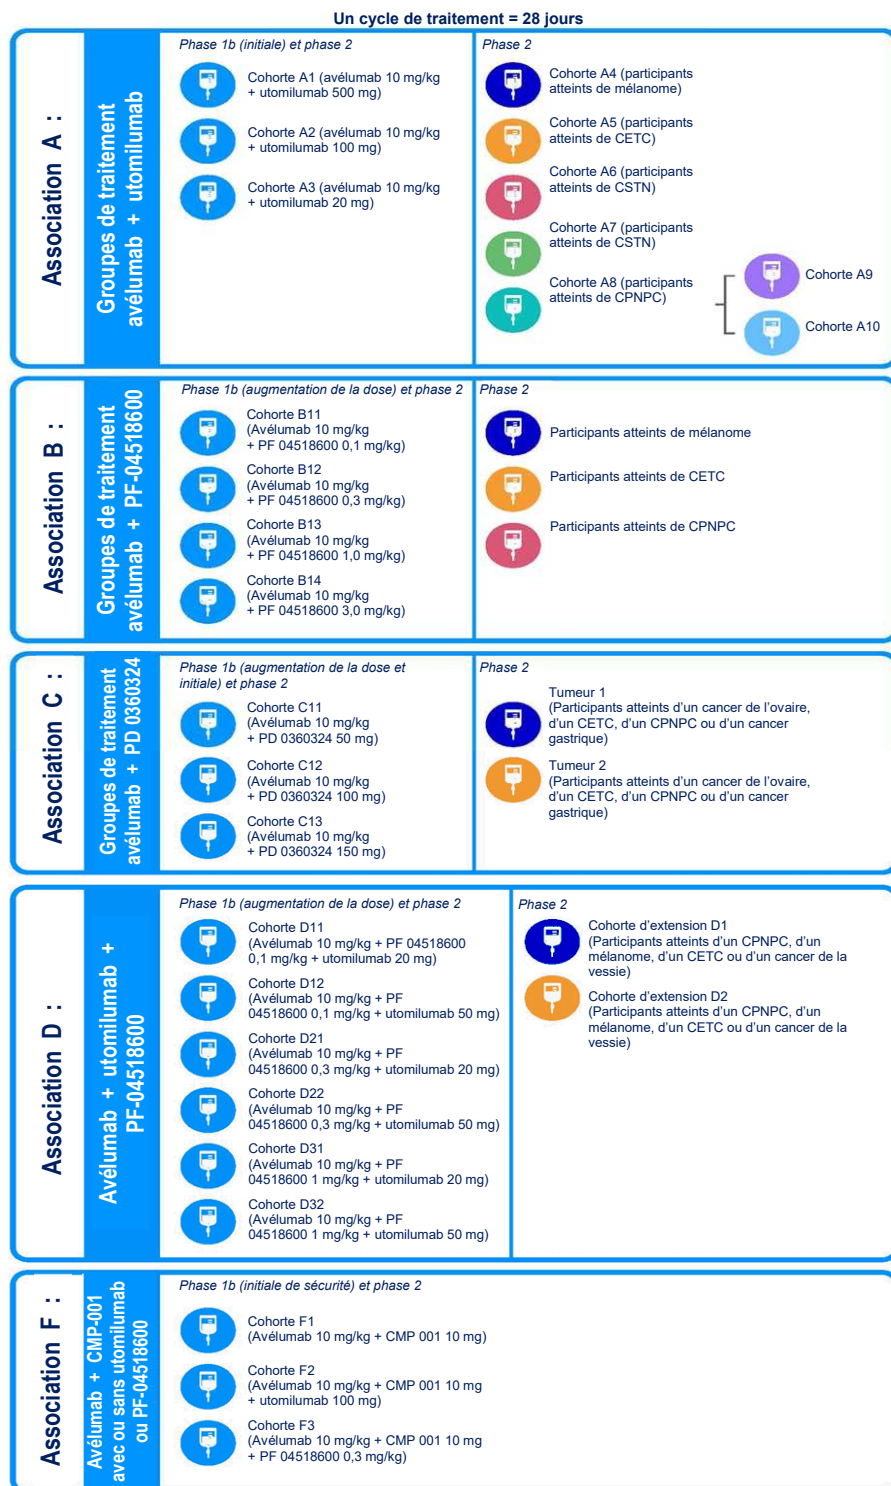 Un cycle de traitement = 28 jours
Association A :
Groupes de traitement
avélumab + utomilumab
Phase 1b (initiale) et phase 2
Cohorte A1 (avélumab 10 mg/kg
+ utomilumab 500 mg)
Cohorte A2 (avélumab 10 mg/kg
+ utomilumab 100 mg)
Cohorte A3 (avélumab 10 mg/kg
+ utomilumab 20 mg)
Phase 2
Cohorte A4 (participants
atteints de mélanome)
Cohorte A5 (participants
atteints de CETC)
Cohorte A6 (participants
atteints de CSTN)
Cohorte A7 (participants
atteints de CSTN)
Cohorte A8 (participants
atteints de CPNPC)
Cohorte A9
Cohorte A10
Association B :
Groupes de traitement
avélumab + PF-04518600
Phase 1b (augmentation de la dose) et phase 2
Cohorte B11
(Avélumab 10 mg/kg
+ PF 04518600 0,1 mg/kg)
Cohorte B12
(Avélumab 10 mg/kg
+ PF 04518600 0,3 mg/kg)
Cohorte B13
(Avélumab 10 mg/kg
+ PF 04518600 1,0 mg/kg)
Cohorte B14
(Avélumab 10 mg/kg
+ PF 04518600 3,0 mg/kg)
Phase 2
Participants atteints de mélanome
Participants atteints de CETC
Participants atteints de CPNPC
Association C :
Groupes de traitement
avélumab + PD 0360324
Phase 1b (augmentation de la dose et
initiale) et phase 2
Cohorte C11
(Avélumab 10 mg/kg
+ PD 0360324 50 mg)
Cohorte C12
(Avélumab 10 mg/kg
+ PD 0360324 100 mg)
Cohorte C13
(Avélumab 10 mg/kg
+ PD 0360324 150 mg)
Phase 2
Tumeur 1
(Participants atteints d'un cancer de l'ovaire,
d'un CETC, d'un CPNPC ou d'un cancer
gastrique)
Tumeur 2
(Participants atteints d'un cancer de l'ovaire,
d'un CETC, d'un CPNPC ou d'un cancer
gastrique)
Association D :
Avélumab + utomilumab +
PF-04518600
Phase 1b (augmentation de la dose) et phase 2
Cohorte D11
(Avélumab 10 mg/kg + PF 04518600
0,1 mg/kg + utomilumab 20 mg)
Cohorte D12
(Avélumab 10 mg/kg + PF
04518600 0,1 mg/kg + utomilumab 50 mg)
Cohorte D21
(Avélumab 10 mg/kg + PF
04518600 0,3 mg/kg + utomilumab 20 mg)
Cohorte D22
(Avélumab 10 mg/kg + PF
04518600 0,3 mg/kg + utomilumab 50 mg)
Cohorte D31
(Avélumab 10 mg/kg + PF
04518600 1 mg/kg + utomilumab 20 mg)
Cohorte D32
(Avélumab 10 mg/kg + PF
04518600 1 mg/kg + utomilumab 50 mg)
Phase 2
Cohorte d'extension D1
(Participants atteints d'un CPNPC, d'un
mélanome, d'un CETC ou d'un cancer de la
vessie)
Cohorte d'extension D2
(Participants atteints d'un CPNPC, d'un
mélanome, d'un CETC ou d'un cancer de la
vessie)
Association F :
Avélumab + CMP-001
avec ou sans utomilumab
ou PF-04518600
Phase 1b (initiale de sécurité) et phase 2
Cohorte F1
(Avélumab 10 mg/kg + CMP 001 10 mg)
Cohorte F2
(Avélumab 10 mg/kg + CMP 001 10 mg
+ utomilumab 100 mg)
Cohorte F3
(Avélumab 10 mg/kg + CMP 001 10 mg
+ PF 04518600 0,3 mg/kg)